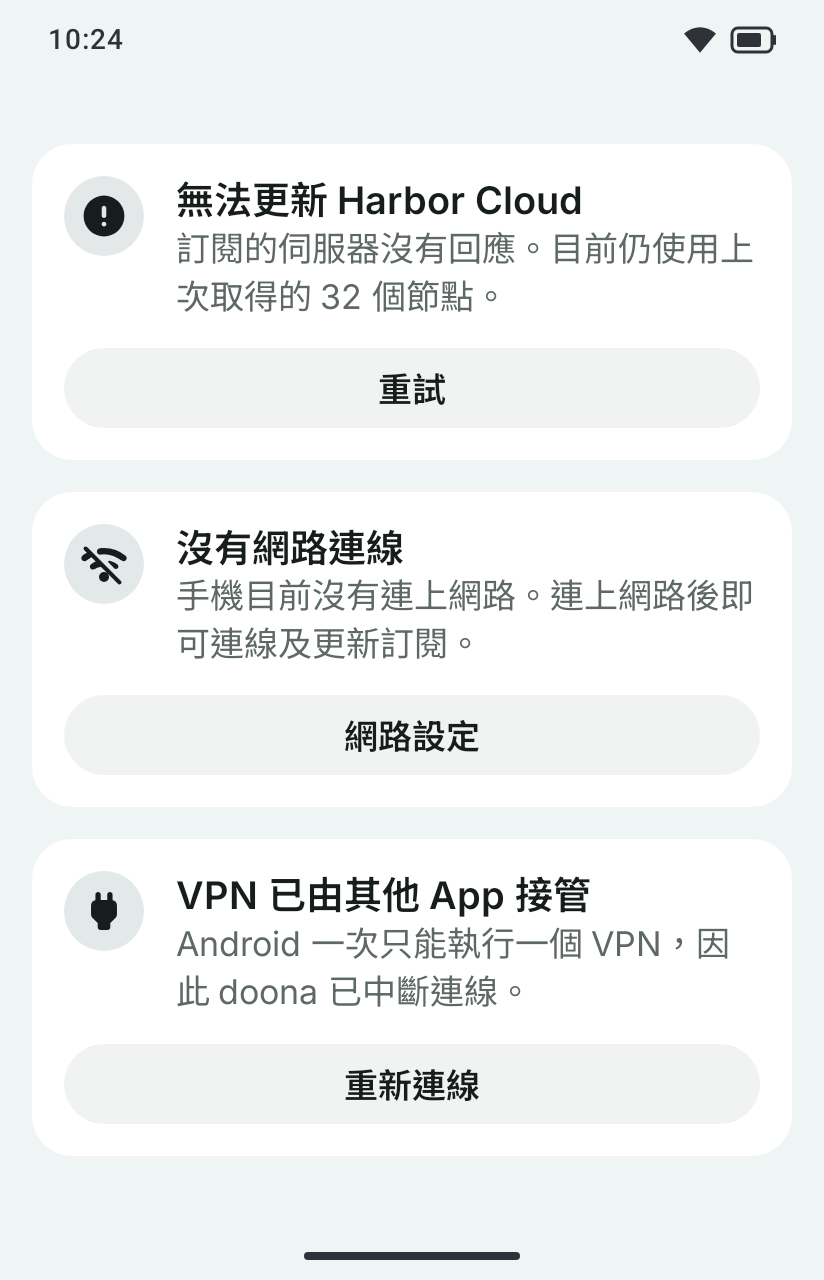 10:24
無法更新 Harbor Cloud
訂閱的伺服器沒有回應。目前仍使用上
次取得的 32 個節點。
重試
沒有網路連線
手機目前沒有連上網路。連上網路後即
可連線及更新訂閱。
網路設定
VPN 已由其他 App 接管
Android 一次只能執行一個 VPN，因
此 doona 已中斷連線。
重新連線